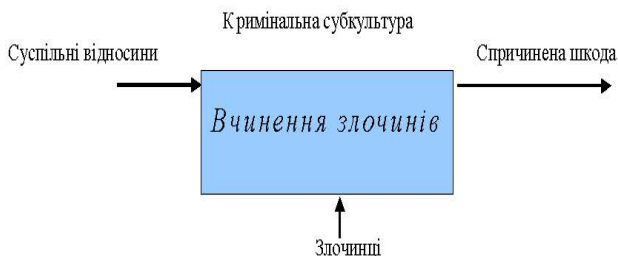 Кримінальна субкультура
Суспільні відносини
Спричинена шкода
Вчинення злочинів
Злочинці